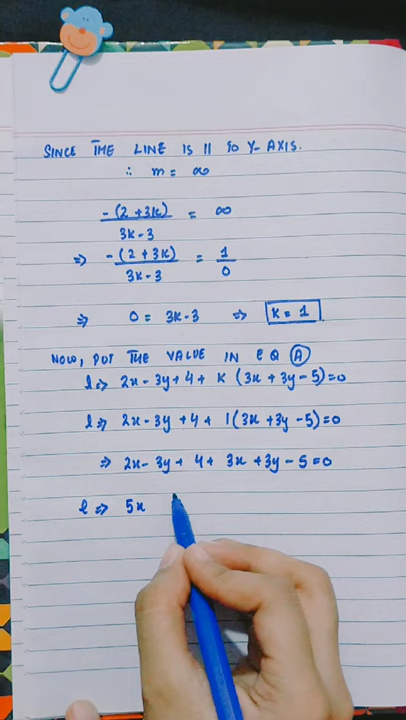 SINCE THE LINE IS || TO Y-AXIS.
∴ m = ∞
-(2+3k)/(3k-3) = ∞
⇒ -(2+3k)/(3k-3) = 1/0
⇒ 0 = 3k-3 ⇒ k = 1
NOW, PUT THE VALUE IN EQ (A)
l ⇒ 2x - 3y + 4 + k (3x + 3y - 5) = 0
l ⇒ 2x - 3y + 4 + 1(3x + 3y - 5) = 0
⇒ 2x - 3y + 4 + 3x + 3y - 5 = 0
l ⇒ 5x